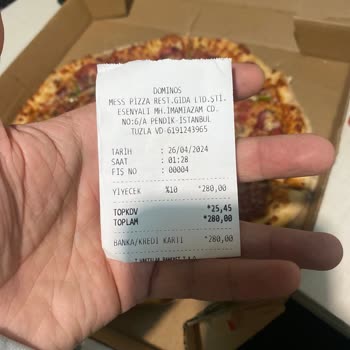 DOMINOS
MESS PIZZA REST.GIDA LTD.ŞTİ.
ESENYALI MH.İMAMIAZAM CD.
NO:6/A PENDİK-İSTANBUL
TUZLA VD-6191243965
TARİH : 26/04/2024
SAAT : 01:28
FİŞ NO : 00004
YİYECEK %10 *280,00
TOPKDV *25,45
TOPLAM *280,00
BANKA/KREDİ KARTI *280,00